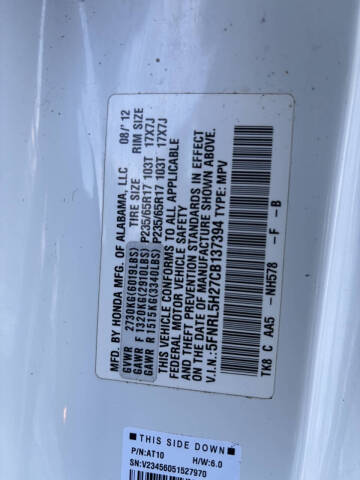 MFD. BY HONDA MFG. OF ALABAMA, LLC 08/'12
TIRE SIZE RIM SIZE
GVWR 2730KG(6019LBS)
GAWR F 1320KG(2910LBS) P235/65R17 103T 17X7J
GAWR R 1515KG(3340LBS) P235/65R17 103T 17X7J
THIS VEHICLE CONFORMS TO ALL APPLICABLE
FEDERAL MOTOR VEHICLE SAFETY
AND THEFT PREVENTION STANDARDS IN
EFFECT ON THE DATE OF MANUFACTURE SHOWN ABOVE.
V.I.N.: 5FNRL5H27CB137394 TYPE: MPV
TK8 C AA5 -NH578 -F -B
THIS SIDE DOWN
P/N:AT10 H/W:6.0
SN: V23456051527970